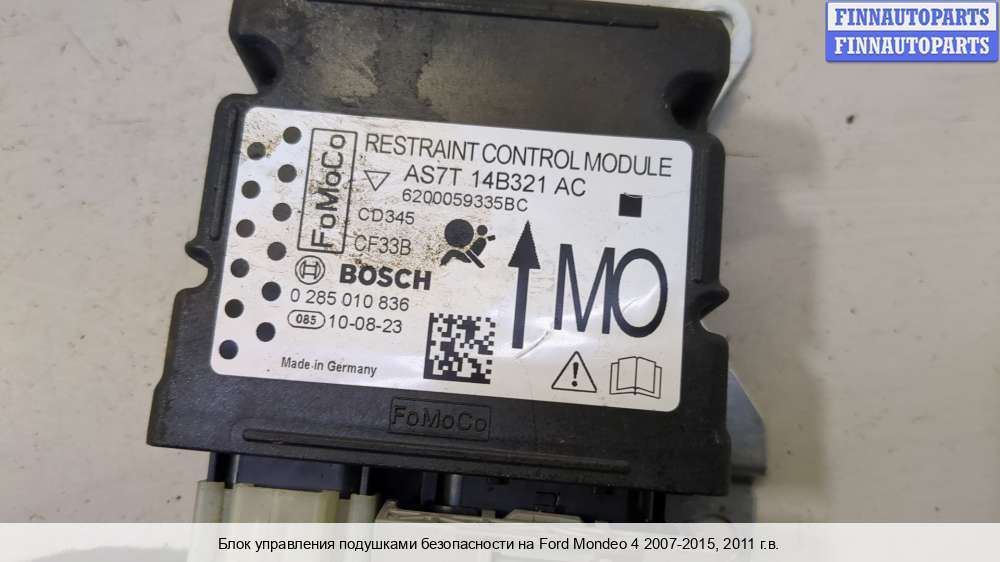 FINNAUTOPARTS
FINNAUTOPARTS
FoMoCo
RESTRAINT CONTROL MODULE
AS7T 14B321 AC
6200059335BC
CD345
CF33B
BOSCH
0 285 010 836
085 10-08-23
MO
Made in Germany
FoMoCo
Блок управления подушками безопасности на Ford Mondeo 4 2007-2015, 2011 г.в.